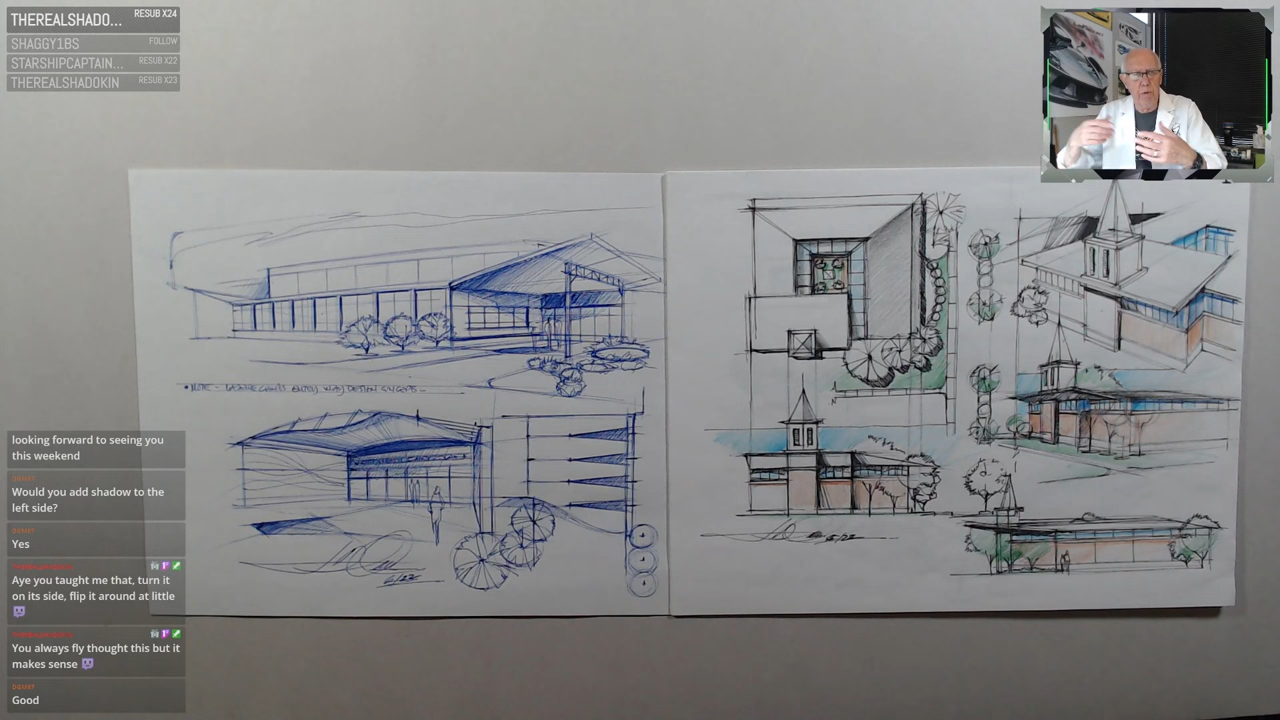 THEREALSHADO... RESUB X24
SHAGGY1BS FOLLOW
STARSHIPCAPTAIN... RESUB X22
THEREALSHADOKIN RESUB X23
looking forward to seeing you
this weekend
Would you add shadow to the
left side?
Yes
Aye you taught me that, turn it
on its side, flip it around at little
You always fly thought this but it
makes sense
Good